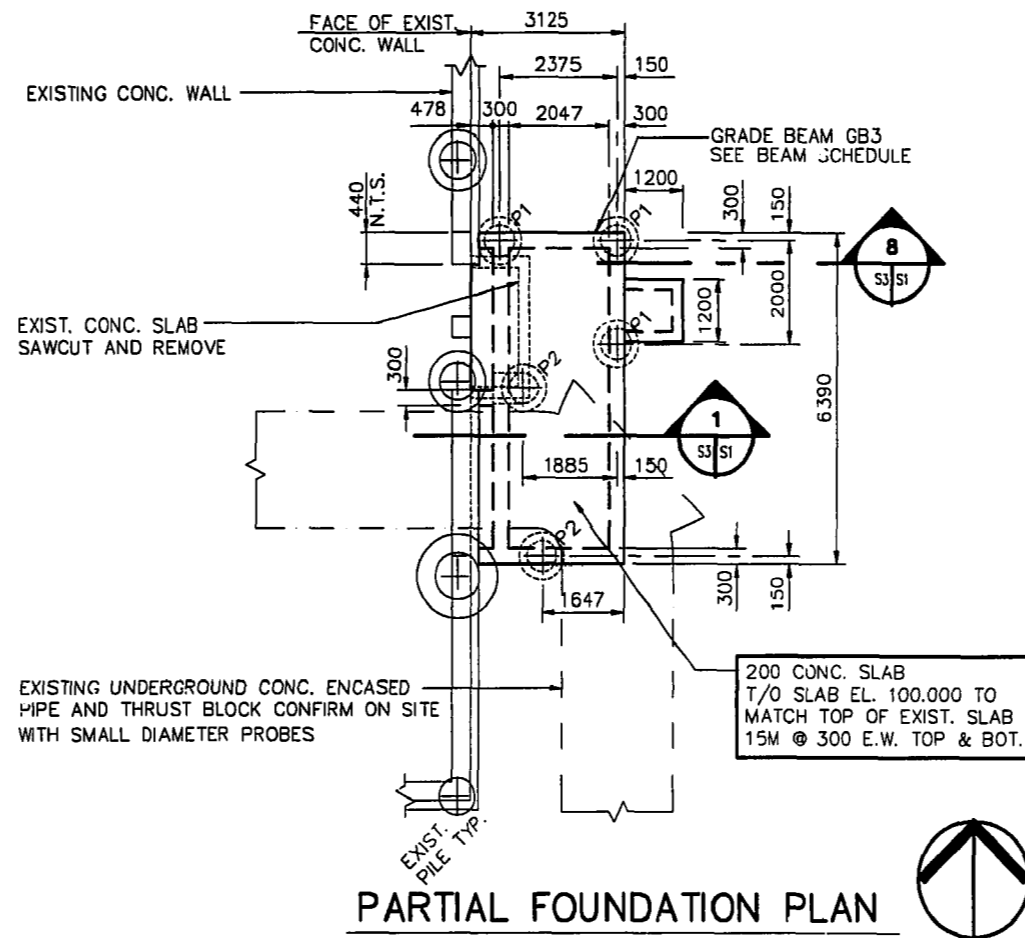 FACE OF EXIST.
CONC. WALL
3125
2375
150
EXISTING CONC. WALL
478
300
2047
300
GRADE BEAM GB3
SEE BEAM SCHEDULE
1200
440
N.T.S.
300
150
P1
P1
8
S3 S1
2000
1200
EXIST. CONC. SLAB
SAWCUT AND REMOVE
P1
300
P2
6390
1
S3 S1
1885
150
P2
300
150
1647
EXISTING UNDERGROUND CONC. ENCASED
PIPE AND THRUST BLOCK CONFIRM ON SITE
WITH SMALL DIAMETER PROBES
200 CONC. SLAB
T/O SLAB EL. 100.000 TO
MATCH TOP OF EXIST. SLAB
15M @ 300 E.W. TOP & BOT.
EXIST.
PILE TYP.
PARTIAL FOUNDATION PLAN